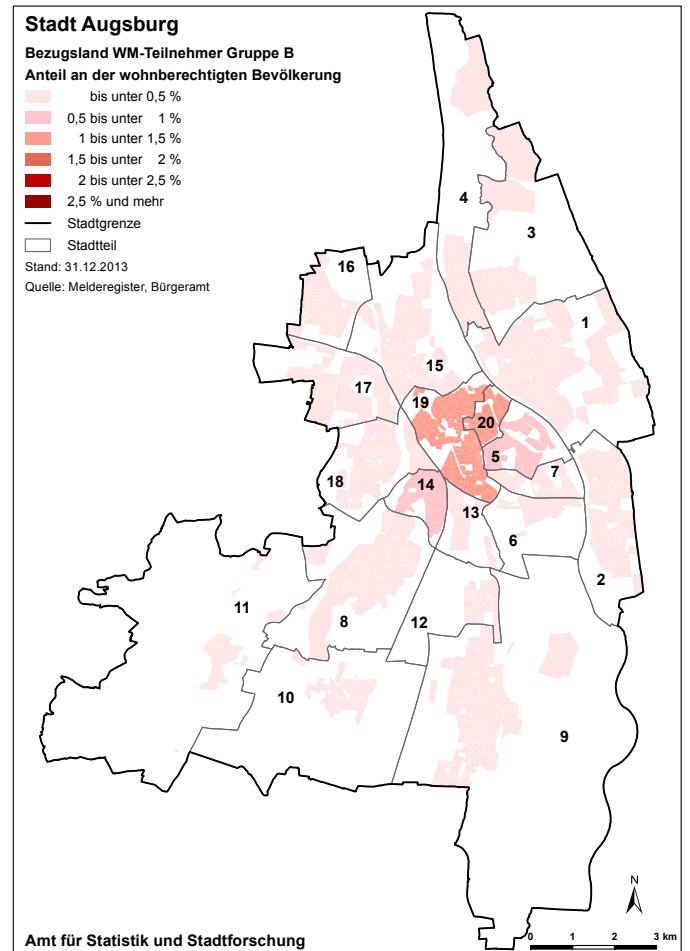 Stadt Augsburg
Bezugsland WM-Teilnehmer Gruppe B
Anteil an der wohnberechtigten Bevölkerung
bis unter 0,5 %
0,5 bis unter 1 %
1 bis unter 1,5 %
1,5 bis unter 2 %
2 bis unter 2,5 %
2,5 % und mehr
Stadtgrenze
Stadtteil
Stand: 31.12.2013
Quelle: Melderegister, Bürgeramt
4
3
16
1
15
17
19
20
5
7
14
18
13
6
2
11
8
12
10
9
N
Amt für Statistik und Stadtforschung
0 1 2 3 km